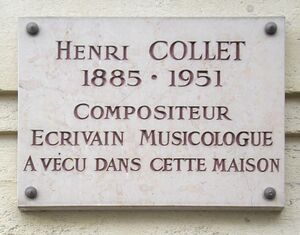 HENRI COLLET
1885 · 1951
COMPOSITEUR
ECRIVAIN MUSICOLOGUE
A VÉCU DANS CETTE MAISON